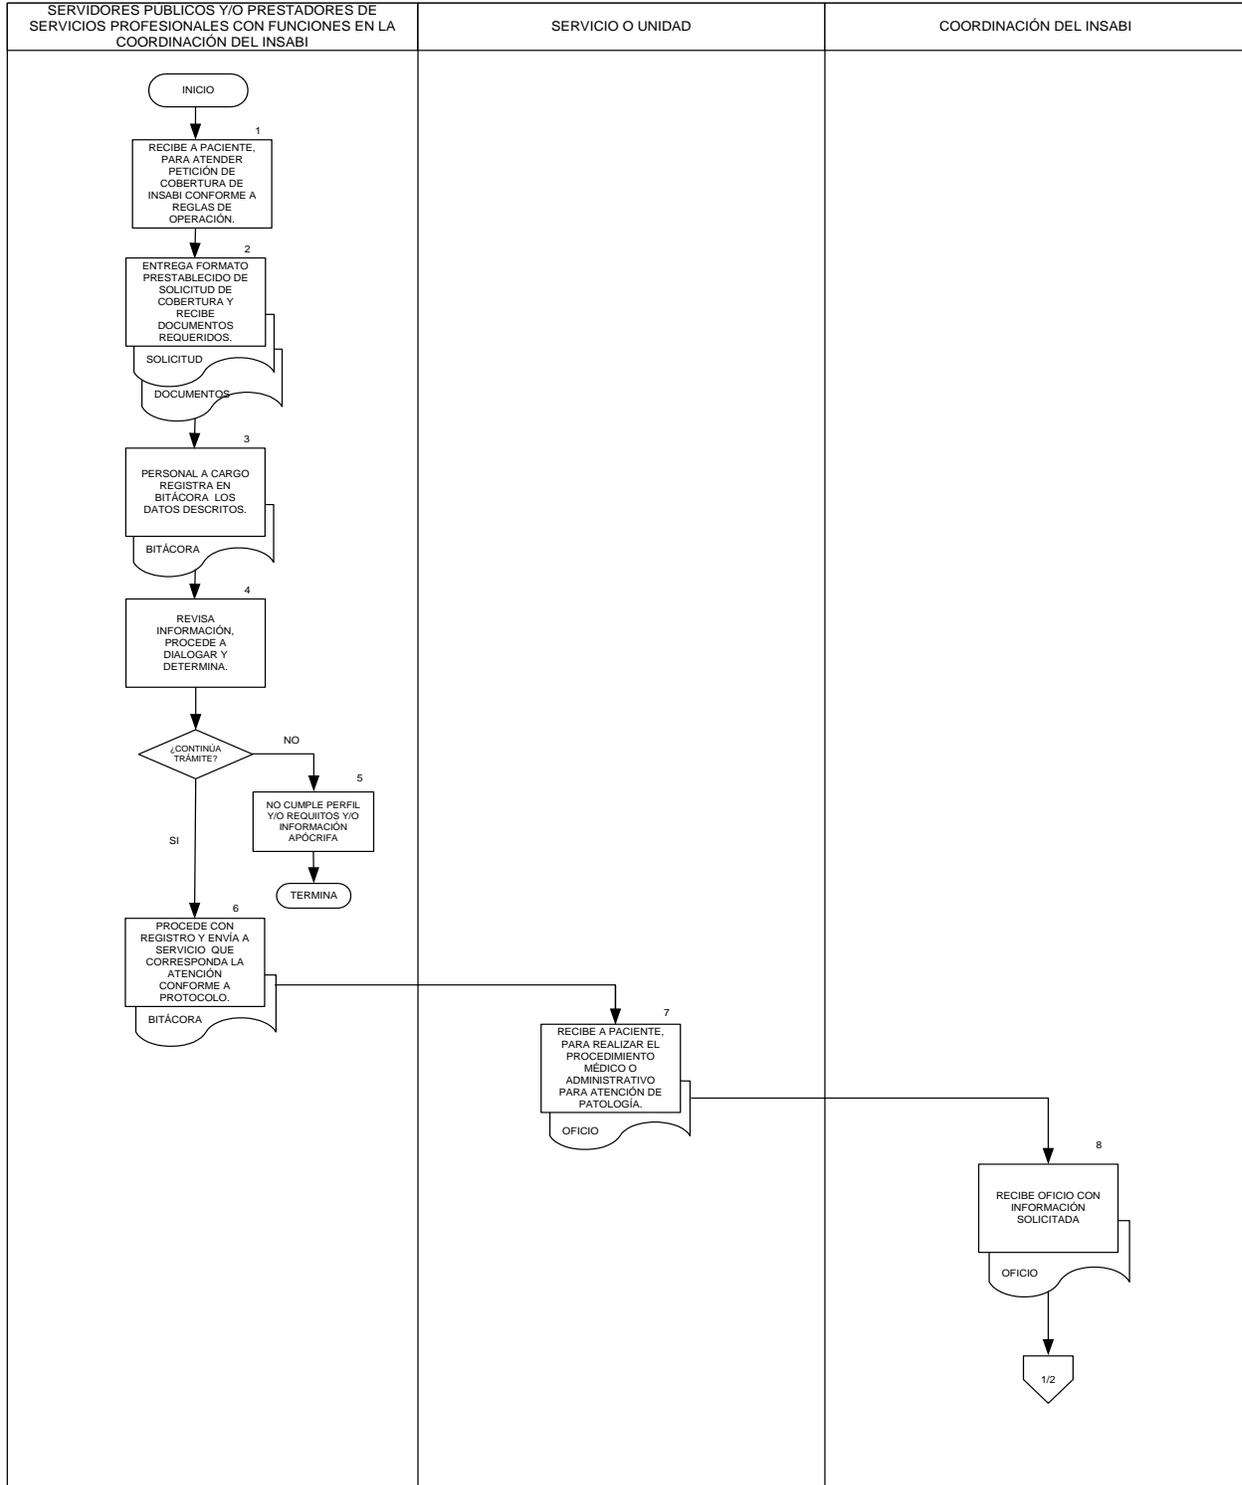 SERVIDORES PÚBLICOS Y/O PRESTADORES DE
SERVICIOS PROFESIONALES CON FUNCIONES EN LA
COORDINACIÓN DEL INSABI
SERVICIO O UNIDAD
COORDINACIÓN DEL INSABI
INICIO
1
RECIBE A PACIENTE,
PARA ATENDER
PETICIÓN DE
COBERTURA DE
INSABI CONFORME A
REGLAS DE
OPERACIÓN.
2
ENTREGA FORMATO
PRESTABLECIDO DE
SOLICITUD DE
COBERTURA Y
RECIBE
DOCUMENTOS
REQUERIDOS.
SOLICITUD
DOCUMENTOS
3
PERSONAL A CARGO
REGISTRA EN
BITÁCORA LOS
DATOS DESCRITOS.
BITÁCORA
4
REVISA
INFORMACIÓN,
PROCEDE A
DIALOGAR Y
DETERMINA.
¿CONTINÚA
TRÁMITE?
NO
5
NO CUMPLE PERFIL
Y/O REQUIITOS Y/O
INFORMACIÓN
APÓCRIFA
SI
TERMINA
6
PROCEDE CON
REGISTRO Y ENVÍA A
SERVICIO QUE
CORRESPONDA LA
ATENCIÓN
CONFORME A
PROTOCOLO.
BITÁCORA
7
RECIBE A PACIENTE,
PARA REALIZAR EL
PROCEDIMIENTO
MÉDICO O
ADMINISTRATIVO
PARA ATENCIÓN DE
PATOLOGÍA.
OFICIO
8
RECIBE OFICIO CON
INFORMACIÓN
SOLICITADA
OFICIO
1/2